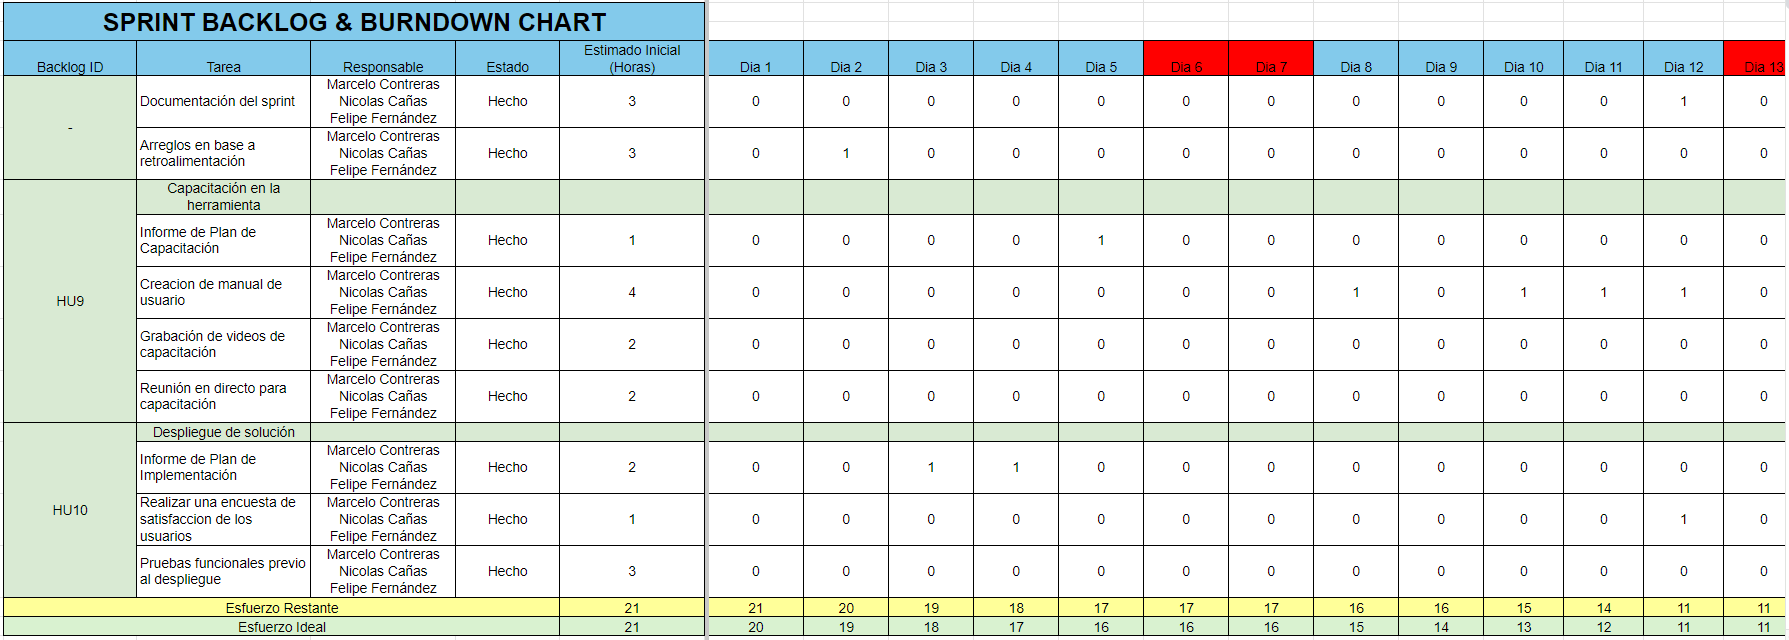 SPRINT BACKLOG & BURNDOWN CHART
Backlog ID Tarea Responsable Estado Estimado Inicial (Horas) Dia 1 Dia 2 Dia 3 Dia 4 Dia 5 Dia 6 Dia 7 Dia 8 Dia 9 Dia 10 Dia 11 Dia 12 Dia 13
-
Documentación del sprint Marcelo Contreras Nicolas Cañas Felipe Fernández Hecho 3 0 0 0 0 0 0 0 0 0 0 0 1 0
Arreglos en base a retroalimentación Marcelo Contreras Nicolas Cañas Felipe Fernández Hecho 3 0 1 0 0 0 0 0 0 0 0 0 0 0
HU9
Capacitación en la herramienta
Informe de Plan de Capacitación Marcelo Contreras Nicolas Cañas Felipe Fernández Hecho 1 0 0 0 0 1 0 0 0 0 0 0 0 0
Creacion de manual de usuario Marcelo Contreras Nicolas Cañas Felipe Fernández Hecho 4 0 0 0 0 0 0 0 1 0 1 1 1 0
Grabación de videos de capacitación Marcelo Contreras Nicolas Cañas Felipe Fernández Hecho 2 0 0 0 0 0 0 0 0 0 0 0 0 0
Reunión en directo para capacitación Marcelo Contreras Nicolas Cañas Felipe Fernández Hecho 2 0 0 0 0 0 0 0 0 0 0 0 0 0
HU10
Despliegue de solución
Informe de Plan de Implementación Marcelo Contreras Nicolas Cañas Felipe Fernández Hecho 2 0 0 1 1 0 0 0 0 0 0 0 0 0
Realizar una encuesta de satisfaccion de los usuarios Marcelo Contreras Nicolas Cañas Felipe Fernández Hecho 1 0 0 0 0 0 0 0 0 0 0 0 1 0
Pruebas funcionales previo al despliegue Marcelo Contreras Nicolas Cañas Felipe Fernández Hecho 3 0 0 0 0 0 0 0 0 0 0 0 0 0
Esfuerzo Restante 21 21 20 19 18 17 17 17 16 16 15 14 11 11
Esfuerzo Ideal 21 20 19 18 17 16 16 16 15 14 13 12 11 11